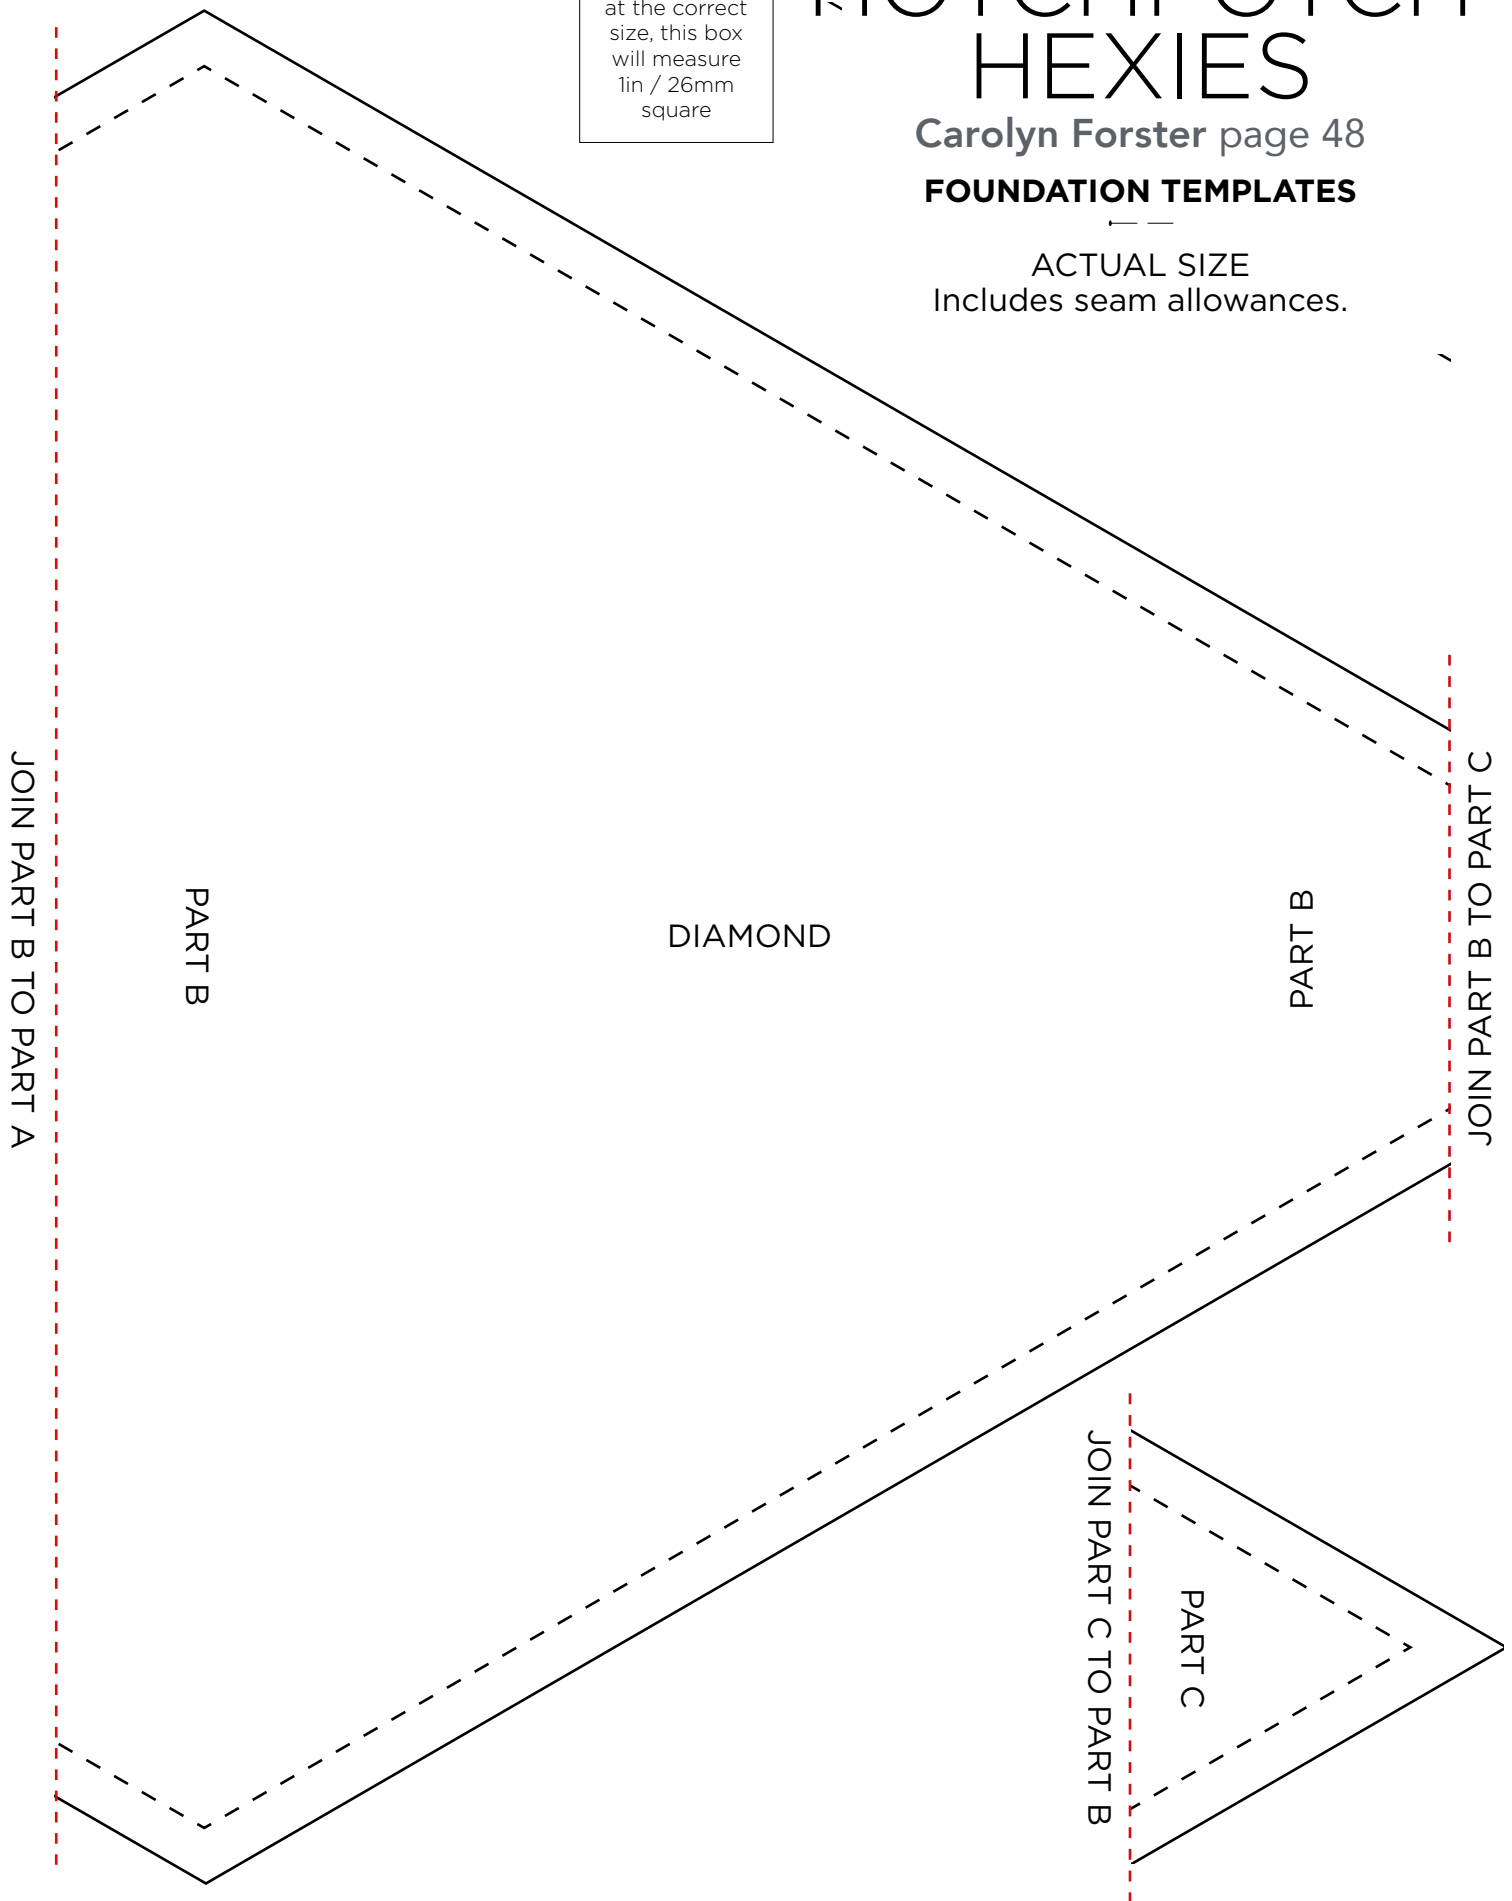 at the correct
size, this box
will measure
1in / 26mm
square
HEXIES
Carolyn Forster page 48
FOUNDATION TEMPLATES
ACTUAL SIZE
Includes seam allowances.
JOIN PART B TO PART A
PART B
DIAMOND
PART B
JOIN PART B TO PART C
JOIN PART C TO PART B
PART C